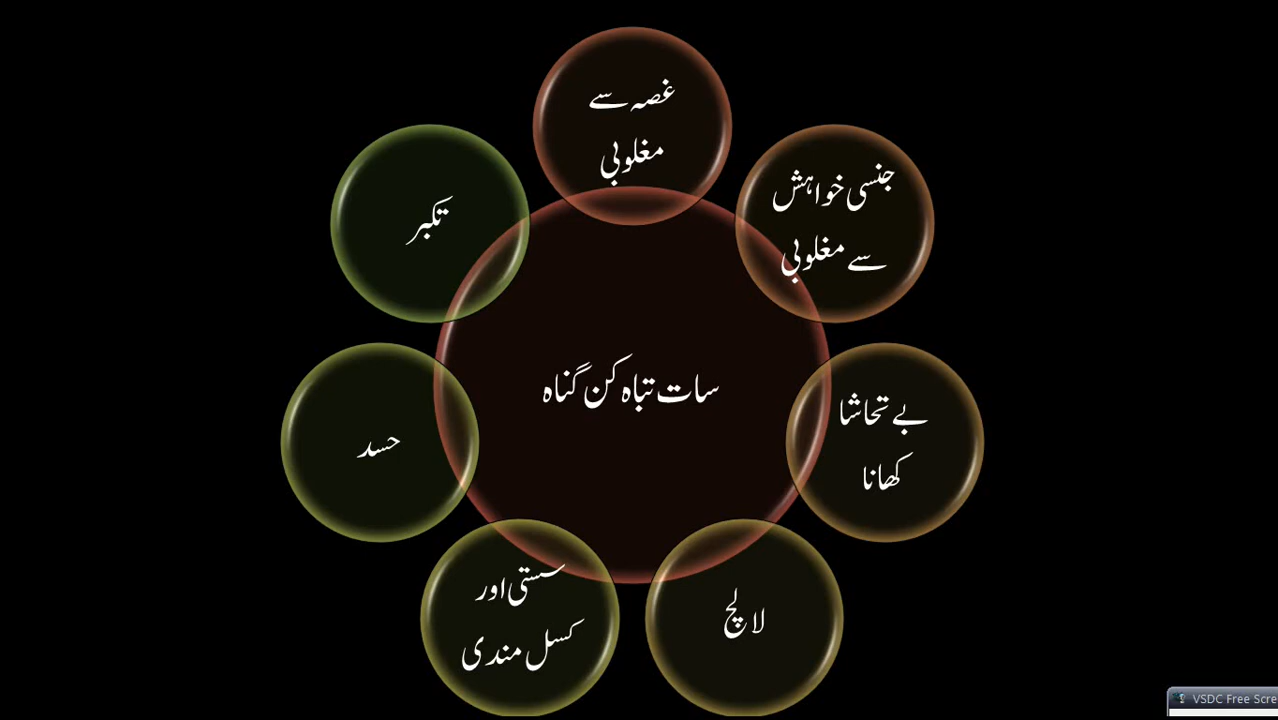 غصہ سے
مغلوبی
جنسی خواہش
سے مغلوبی
بے تحاشا
کھانا
لالچ
سستی اور
کسل مندی
حسد
تکبر
سات تباہ کن گناہ
VSDC Free Scre